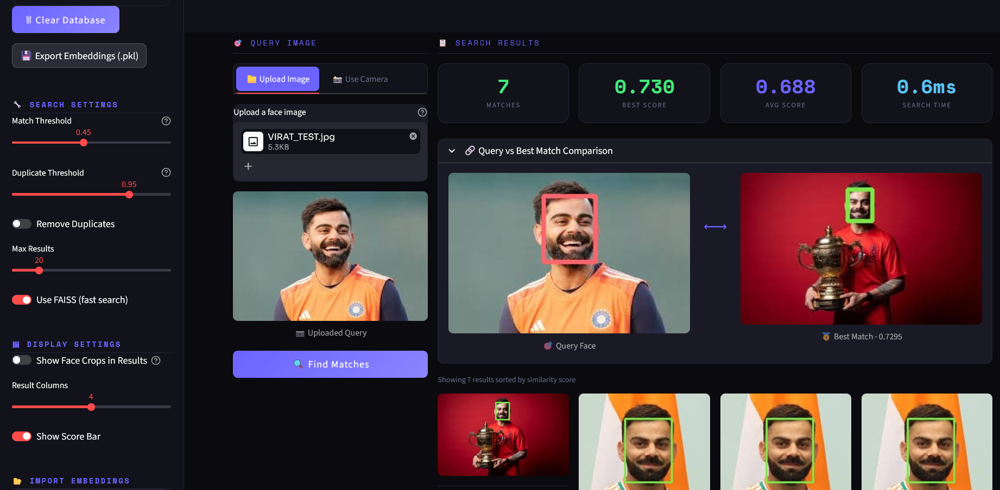 Clear Database
Export Embeddings (.pkl)
SEARCH SETTINGS
Match Threshold
0.45
Duplicate Threshold
0.95
Remove Duplicates
Max Results
20
Use FAISS (fast search)
DISPLAY SETTINGS
Show Face Crops in Results
Result Columns
4
Show Score Bar
IMPORT EMBEDDINGS
QUERY IMAGE
Upload Image
Use Camera
Upload a face image
VIRAT_TEST.jpg
5.3KB
Uploaded Query
Find Matches
SEARCH RESULTS
7
MATCHES
0.730
BEST SCORE
0.688
AVG SCORE
0.6ms
SEARCH TIME
Query vs Best Match Comparison
Query Face
Best Match · 0.7295
Showing 7 results sorted by similarity score